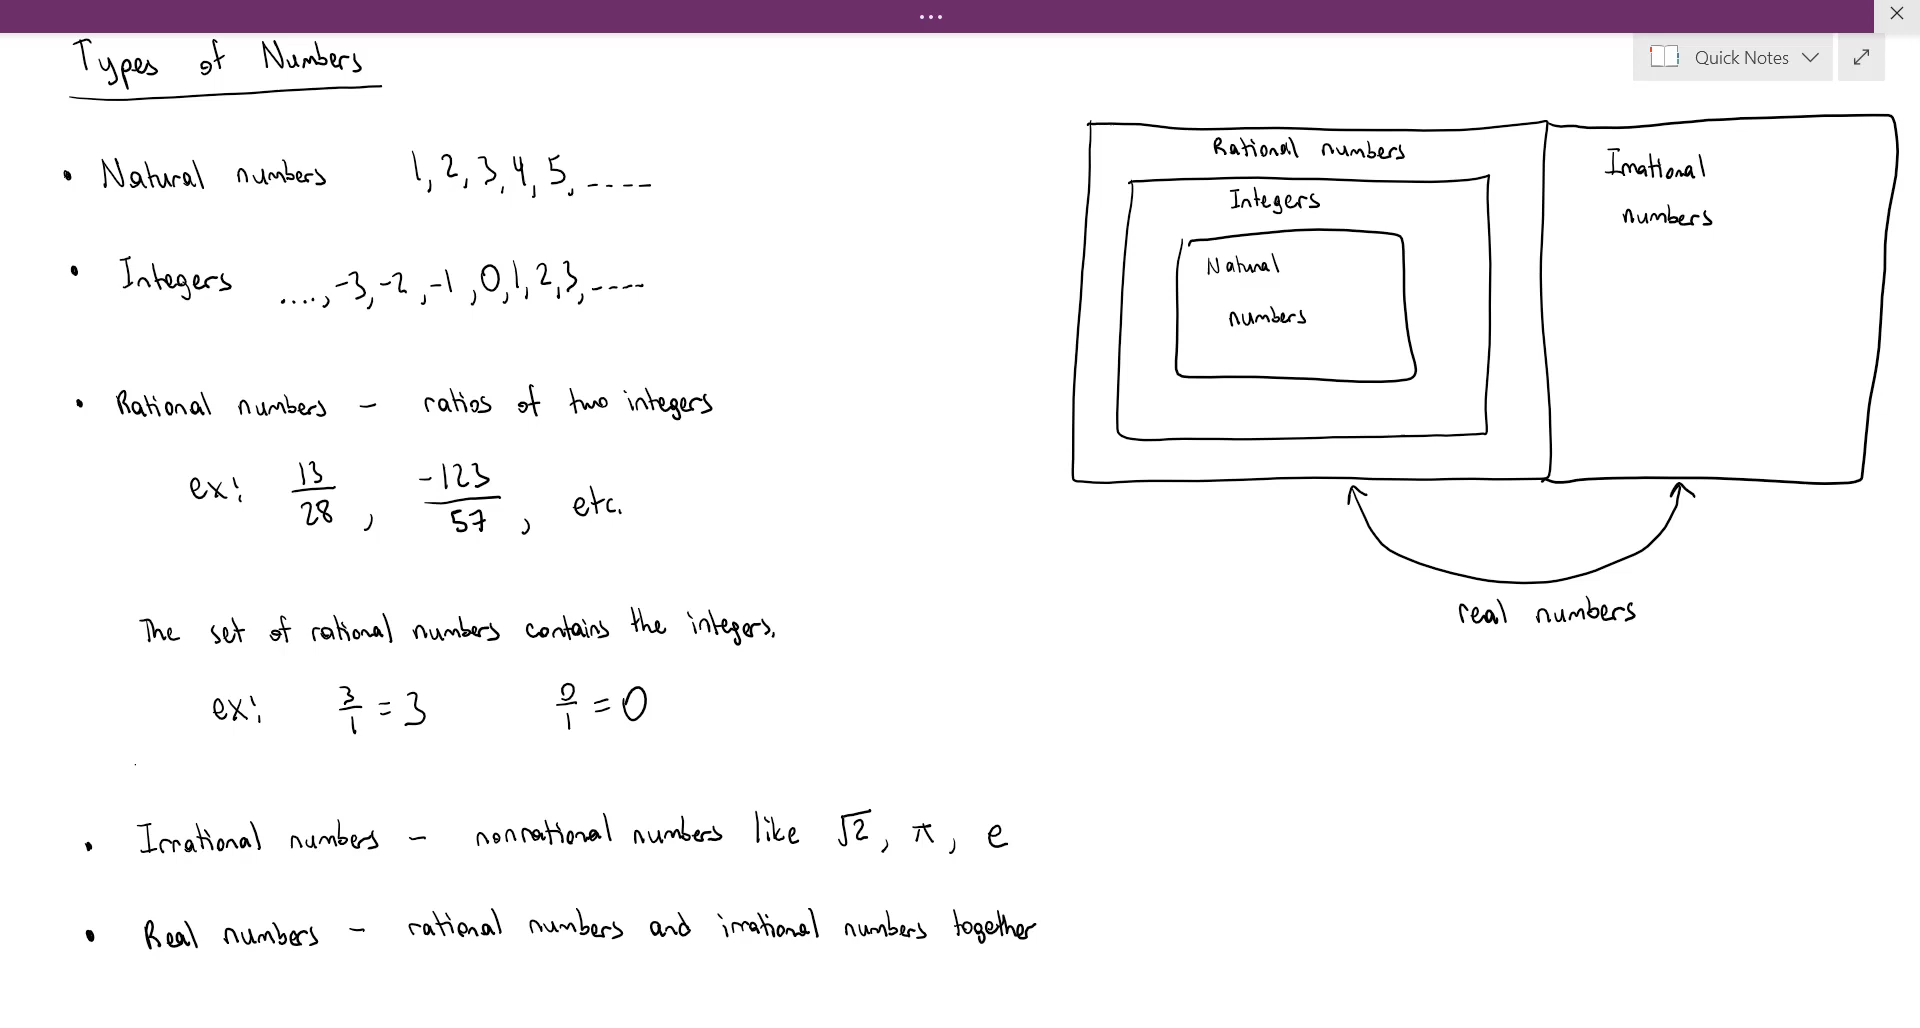 Quick Notes
Types of Numbers
• Natural numbers 1, 2, 3, 4, 5, ----
• Integers ...., -3, -2, -1, 0, 1, 2, 3, ----
• Rational numbers - ratios of two integers
ex: 13/28, -123/57, etc.
The set of rational numbers contains the integers.
ex: 3/1 = 3 0/1 = 0
• Irrational numbers - nonrational numbers like √2, π, e
• Real numbers - rational numbers and irrational numbers together
Rational numbers
Integers
Natural
numbers
Irrational
numbers
real numbers